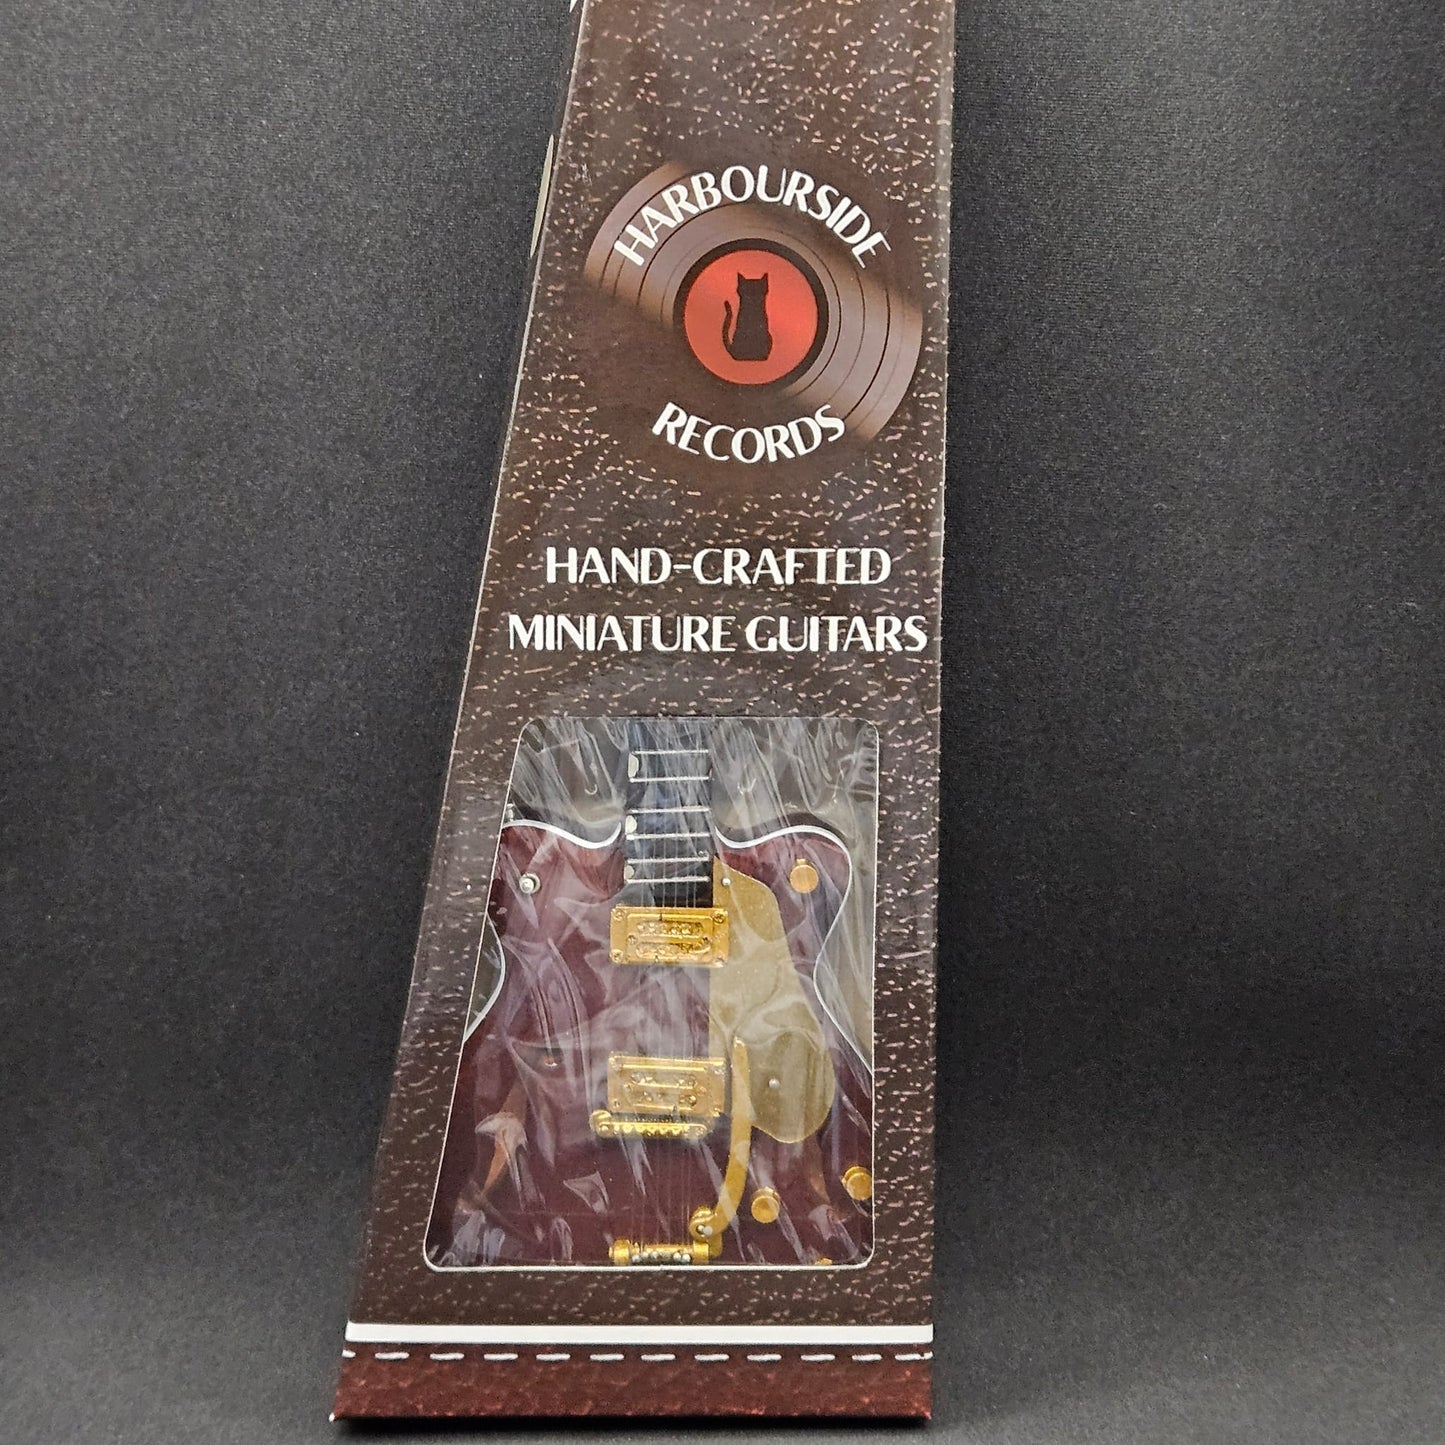 HARBOURSIDE
RECORDS
HAND-CRAFTED
MINIATURE GUITARS